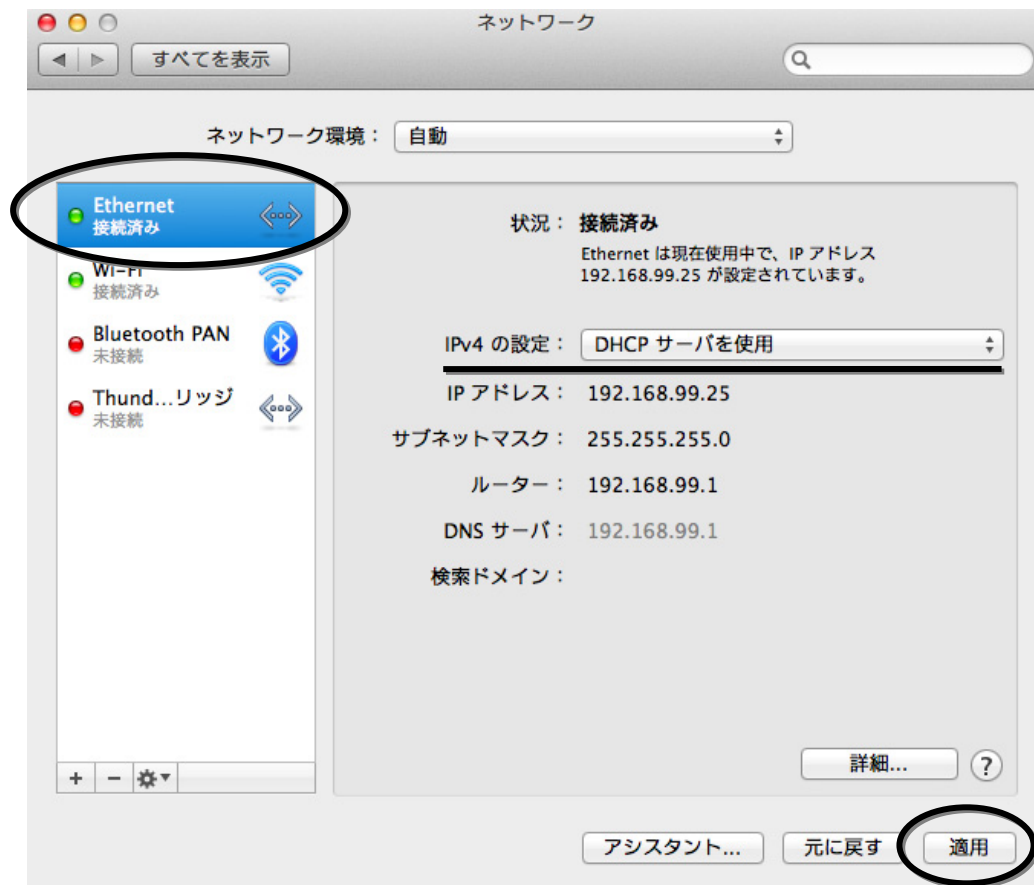 ネットワーク
すべてを表示
ネットワーク環境： 自動
Ethernet
接続済み
Wi-Fi
接続済み
Bluetooth PAN
未接続
Thund...リッジ
未接続
状況： 接続済み
Ethernet は現在使用中で、IP アドレス
192.168.99.25 が設定されています。
IPv4 の設定： DHCP サーバを使用
IP アドレス： 192.168.99.25
サブネットマスク： 255.255.255.0
ルーター： 192.168.99.1
DNS サーバ： 192.168.99.1
検索ドメイン：
詳細... ?
アシスタント... 元に戻す 適用